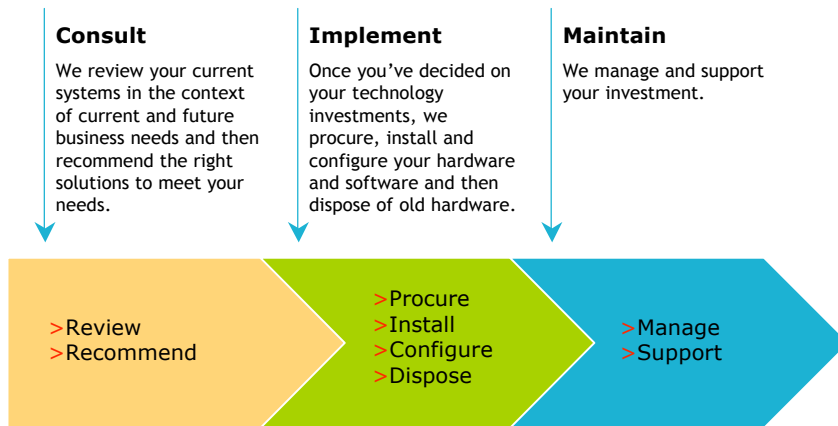 Consult
We review your current
systems in the context
of current and future
business needs and then
recommend the right
solutions to meet your
needs.
Implement
Once you’ve decided on
your technology
investments, we
procure, install and
configure your hardware
and software and then
dispose of old hardware.
Maintain
We manage and support
your investment.
>Review
>Recommend
>Procure
>Install
>Configure
>Dispose
>Manage
>Support